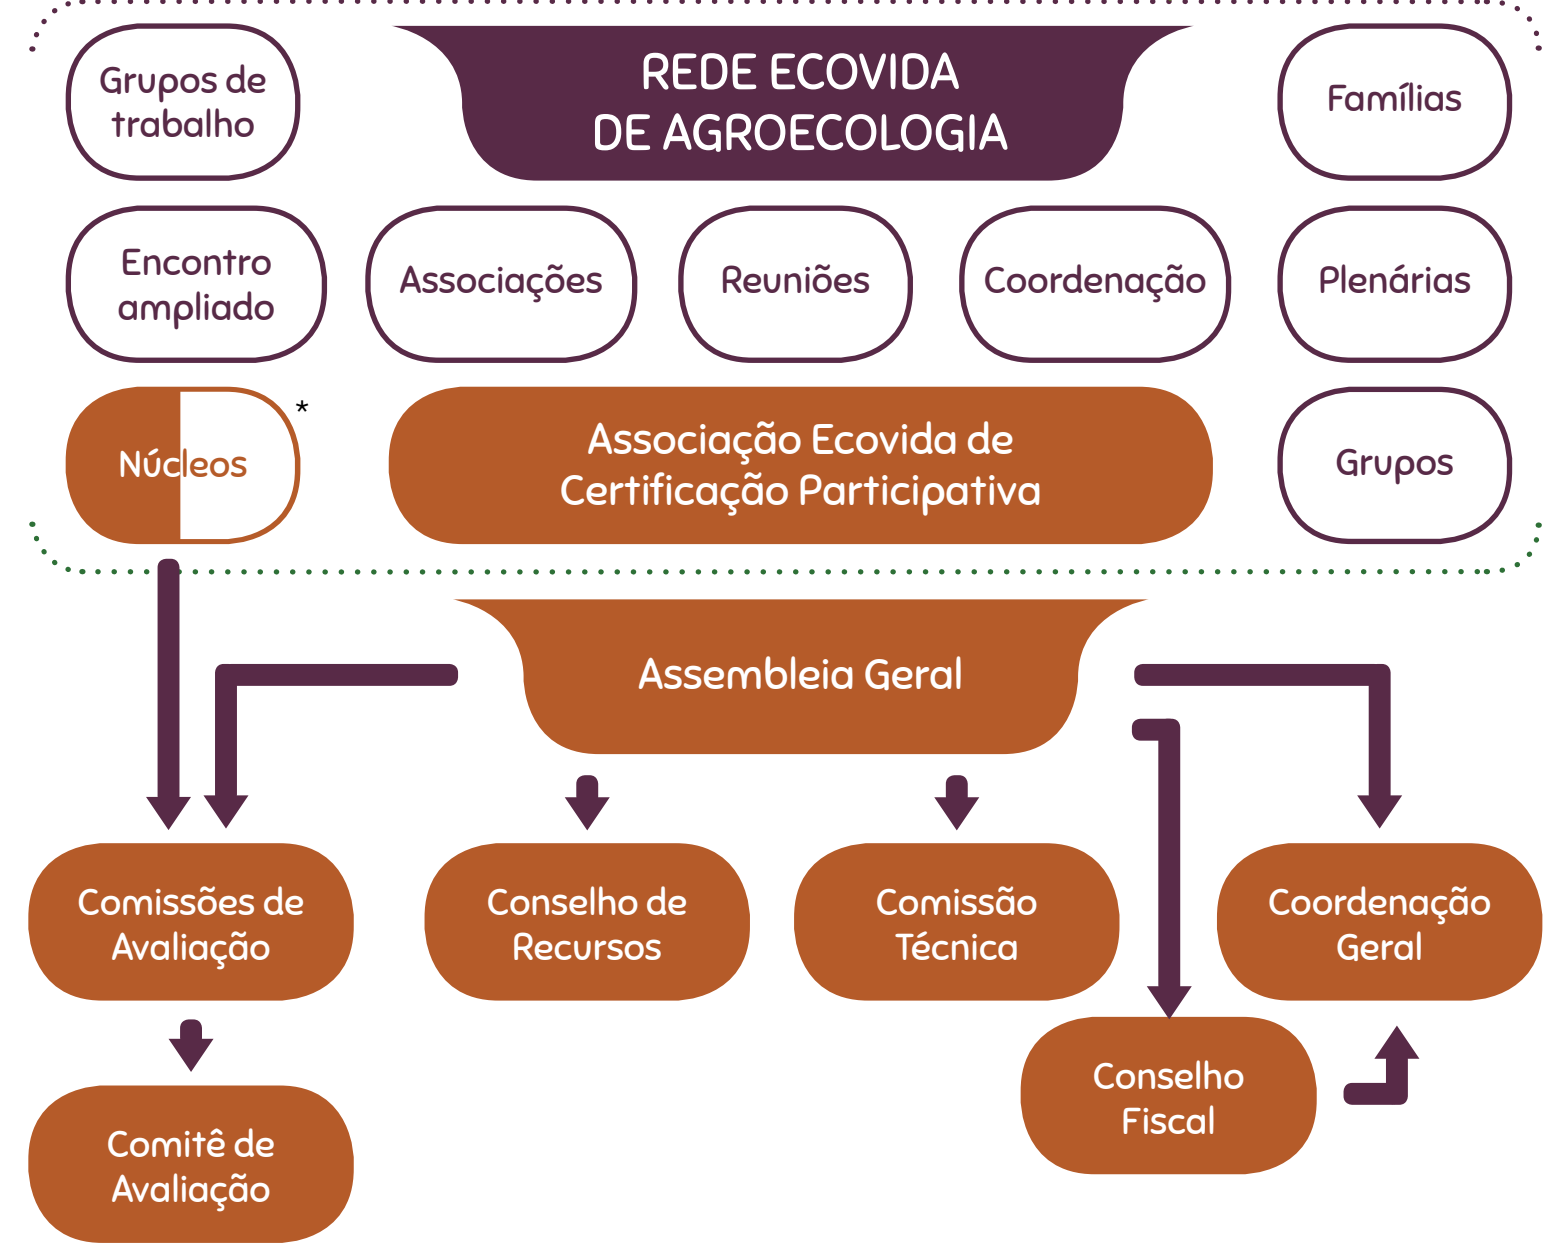 Grupos de
trabalho
REDE ECOVIDA
DE AGROECOLOGIA
Famílias
Encontro
ampliado
Associações
Reuniões
Coordenação
Plenárias
Núcleos
*
Associação Ecovida de
Certificação Participativa
Grupos
Assembleia Geral
Comissões de
Avaliação
Conselho de
Recursos
Comissão
Técnica
Coordenação
Geral
Conselho
Fiscal
Comitê de
Avaliação